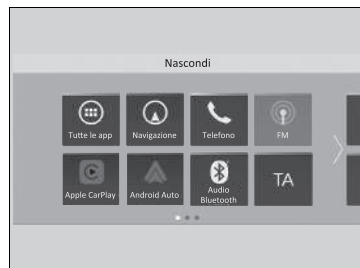 Nascondi
Tutte le app
Navigazione
Telefono
FM
Apple CarPlay
Android Auto
Audio
Bluetooth
TA